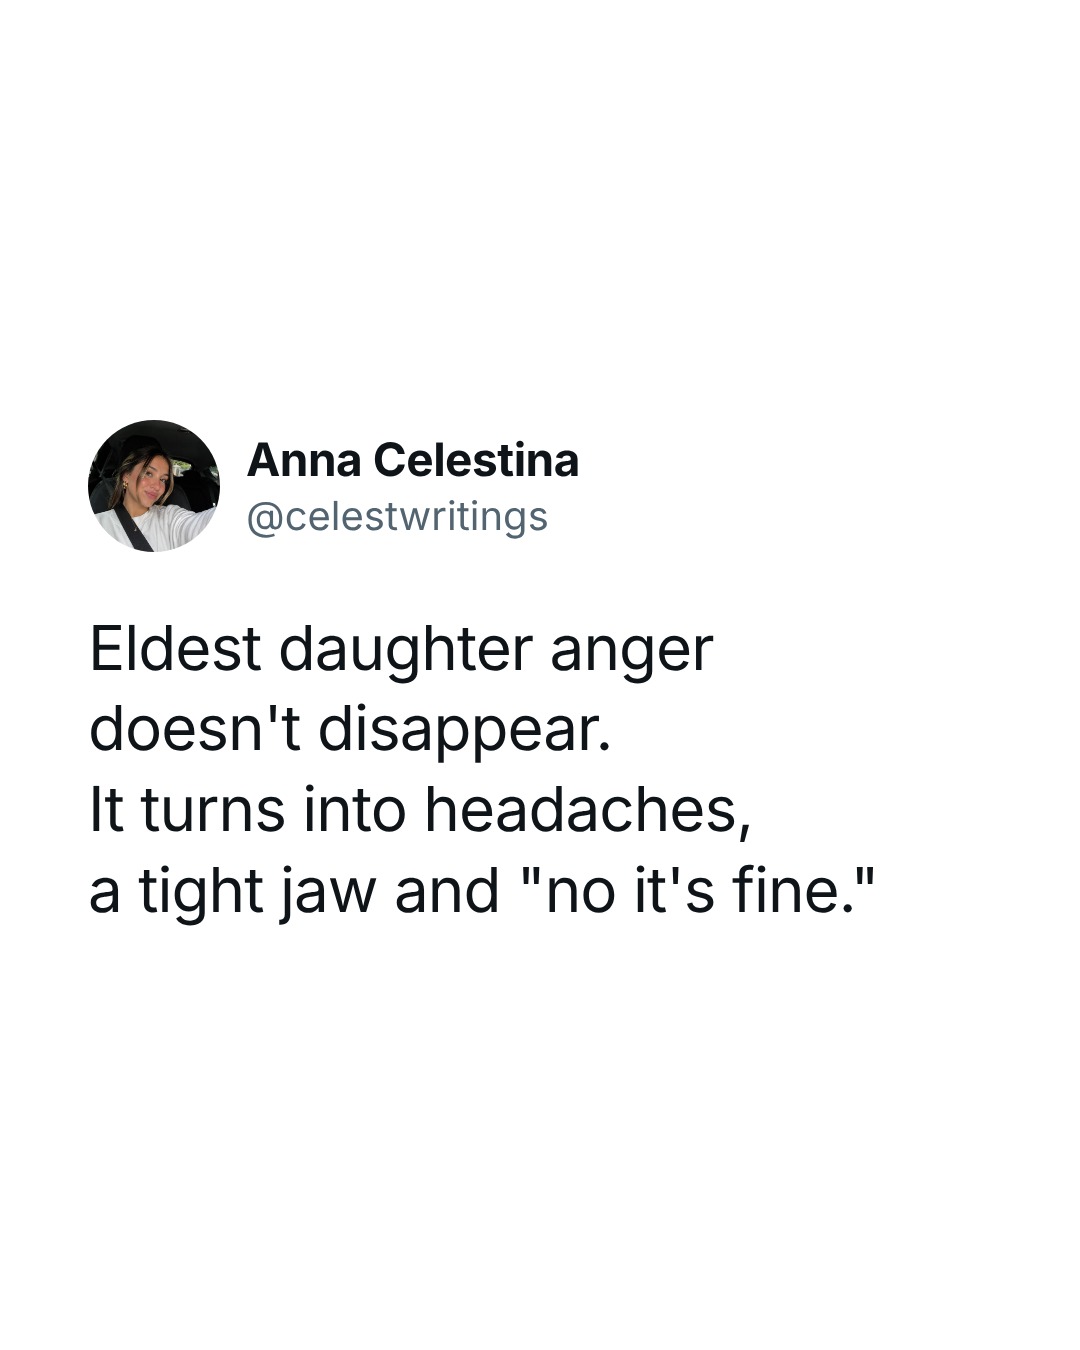 Anna Celestina
@celestwritings
Eldest daughter anger
doesn't disappear.
It turns into headaches,
a tight jaw and "no it's fine."